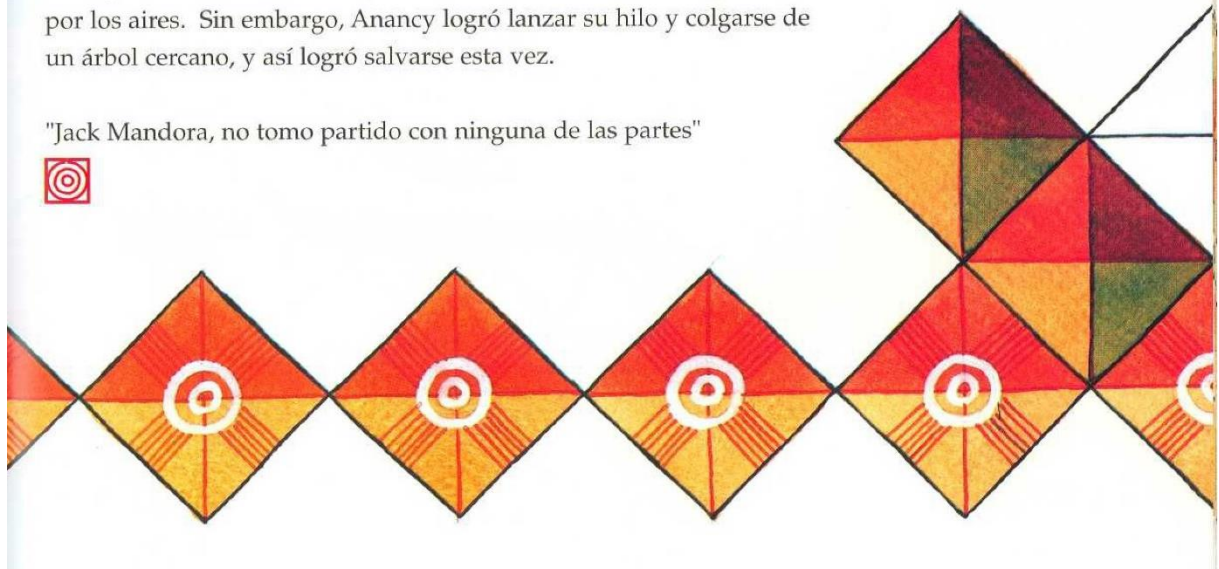 por los aires.  Sin embargo, Anancy logró lanzar su hilo y colgarse de
un árbol cercano, y así logró salvarse esta vez.
"Jack Mandora, no tomo partido con ninguna de las partes"